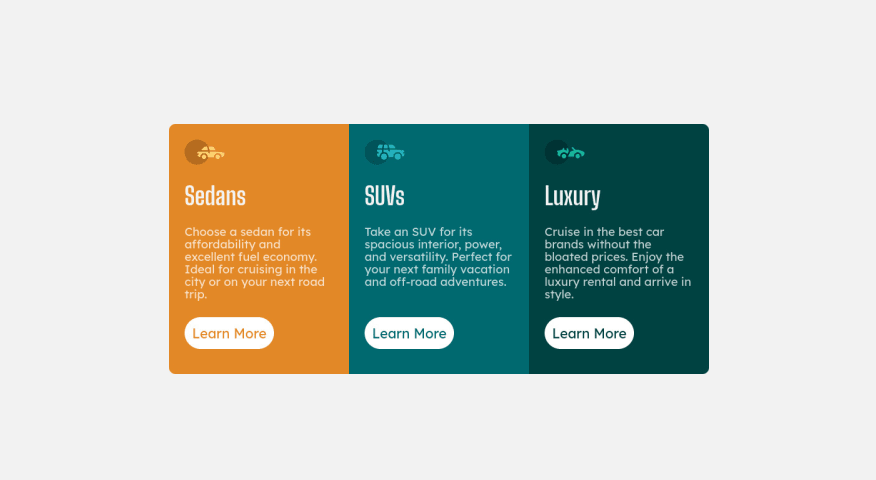 Sedans
Choose a sedan for its
affordability and
excellent fuel economy.
Ideal for cruising in the
city or on your next road
trip.
Learn More
SUVs
Take an SUV for its
spacious interior, power,
and versatility. Perfect for
your next family vacation
and off-road adventures.
Learn More
Luxury
Cruise in the best car
brands without the
bloated prices. Enjoy the
enhanced comfort of a
luxury rental and arrive in
style.
Learn More